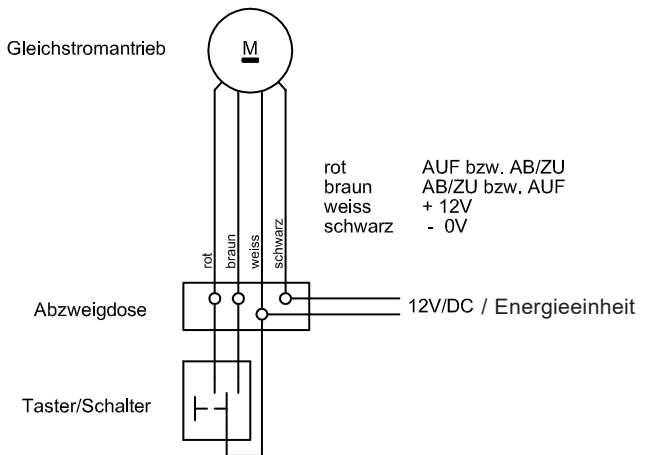 Gleichstromantrieb
M
rot AUF bzw. AB/ZU
braun AB/ZU bzw. AUF
weiss + 12V
schwarz - 0V
rot
braun
weiss
schwarz
Abzweigdose
12V/DC / Energieeinheit
Taster/Schalter